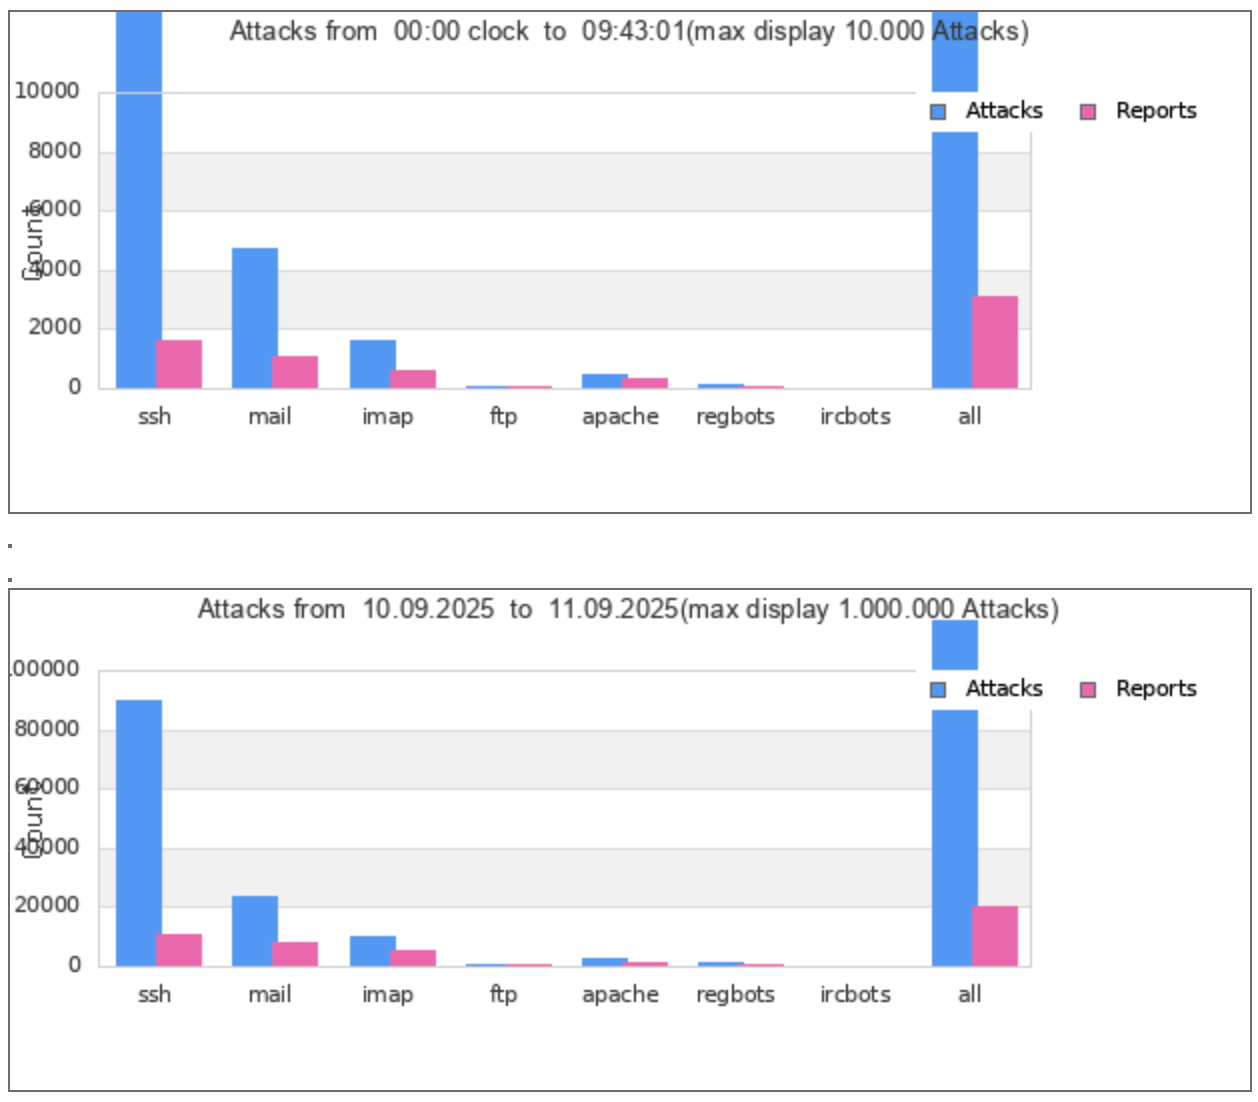 Attacks from 00:00 clock to 09:43:01(max display 10.000 Attacks)
10000
Attacks
Reports
8000
6000
Count
4000
2000
0
ssh mail imap ftp apache regbots ircbots all
Attacks from 10.09.2025 to 11.09.2025(max display 1.000.000 Attacks)
00000
Attacks
Reports
80000
60000
Count
40000
20000
0
ssh mail imap ftp apache regbots ircbots all